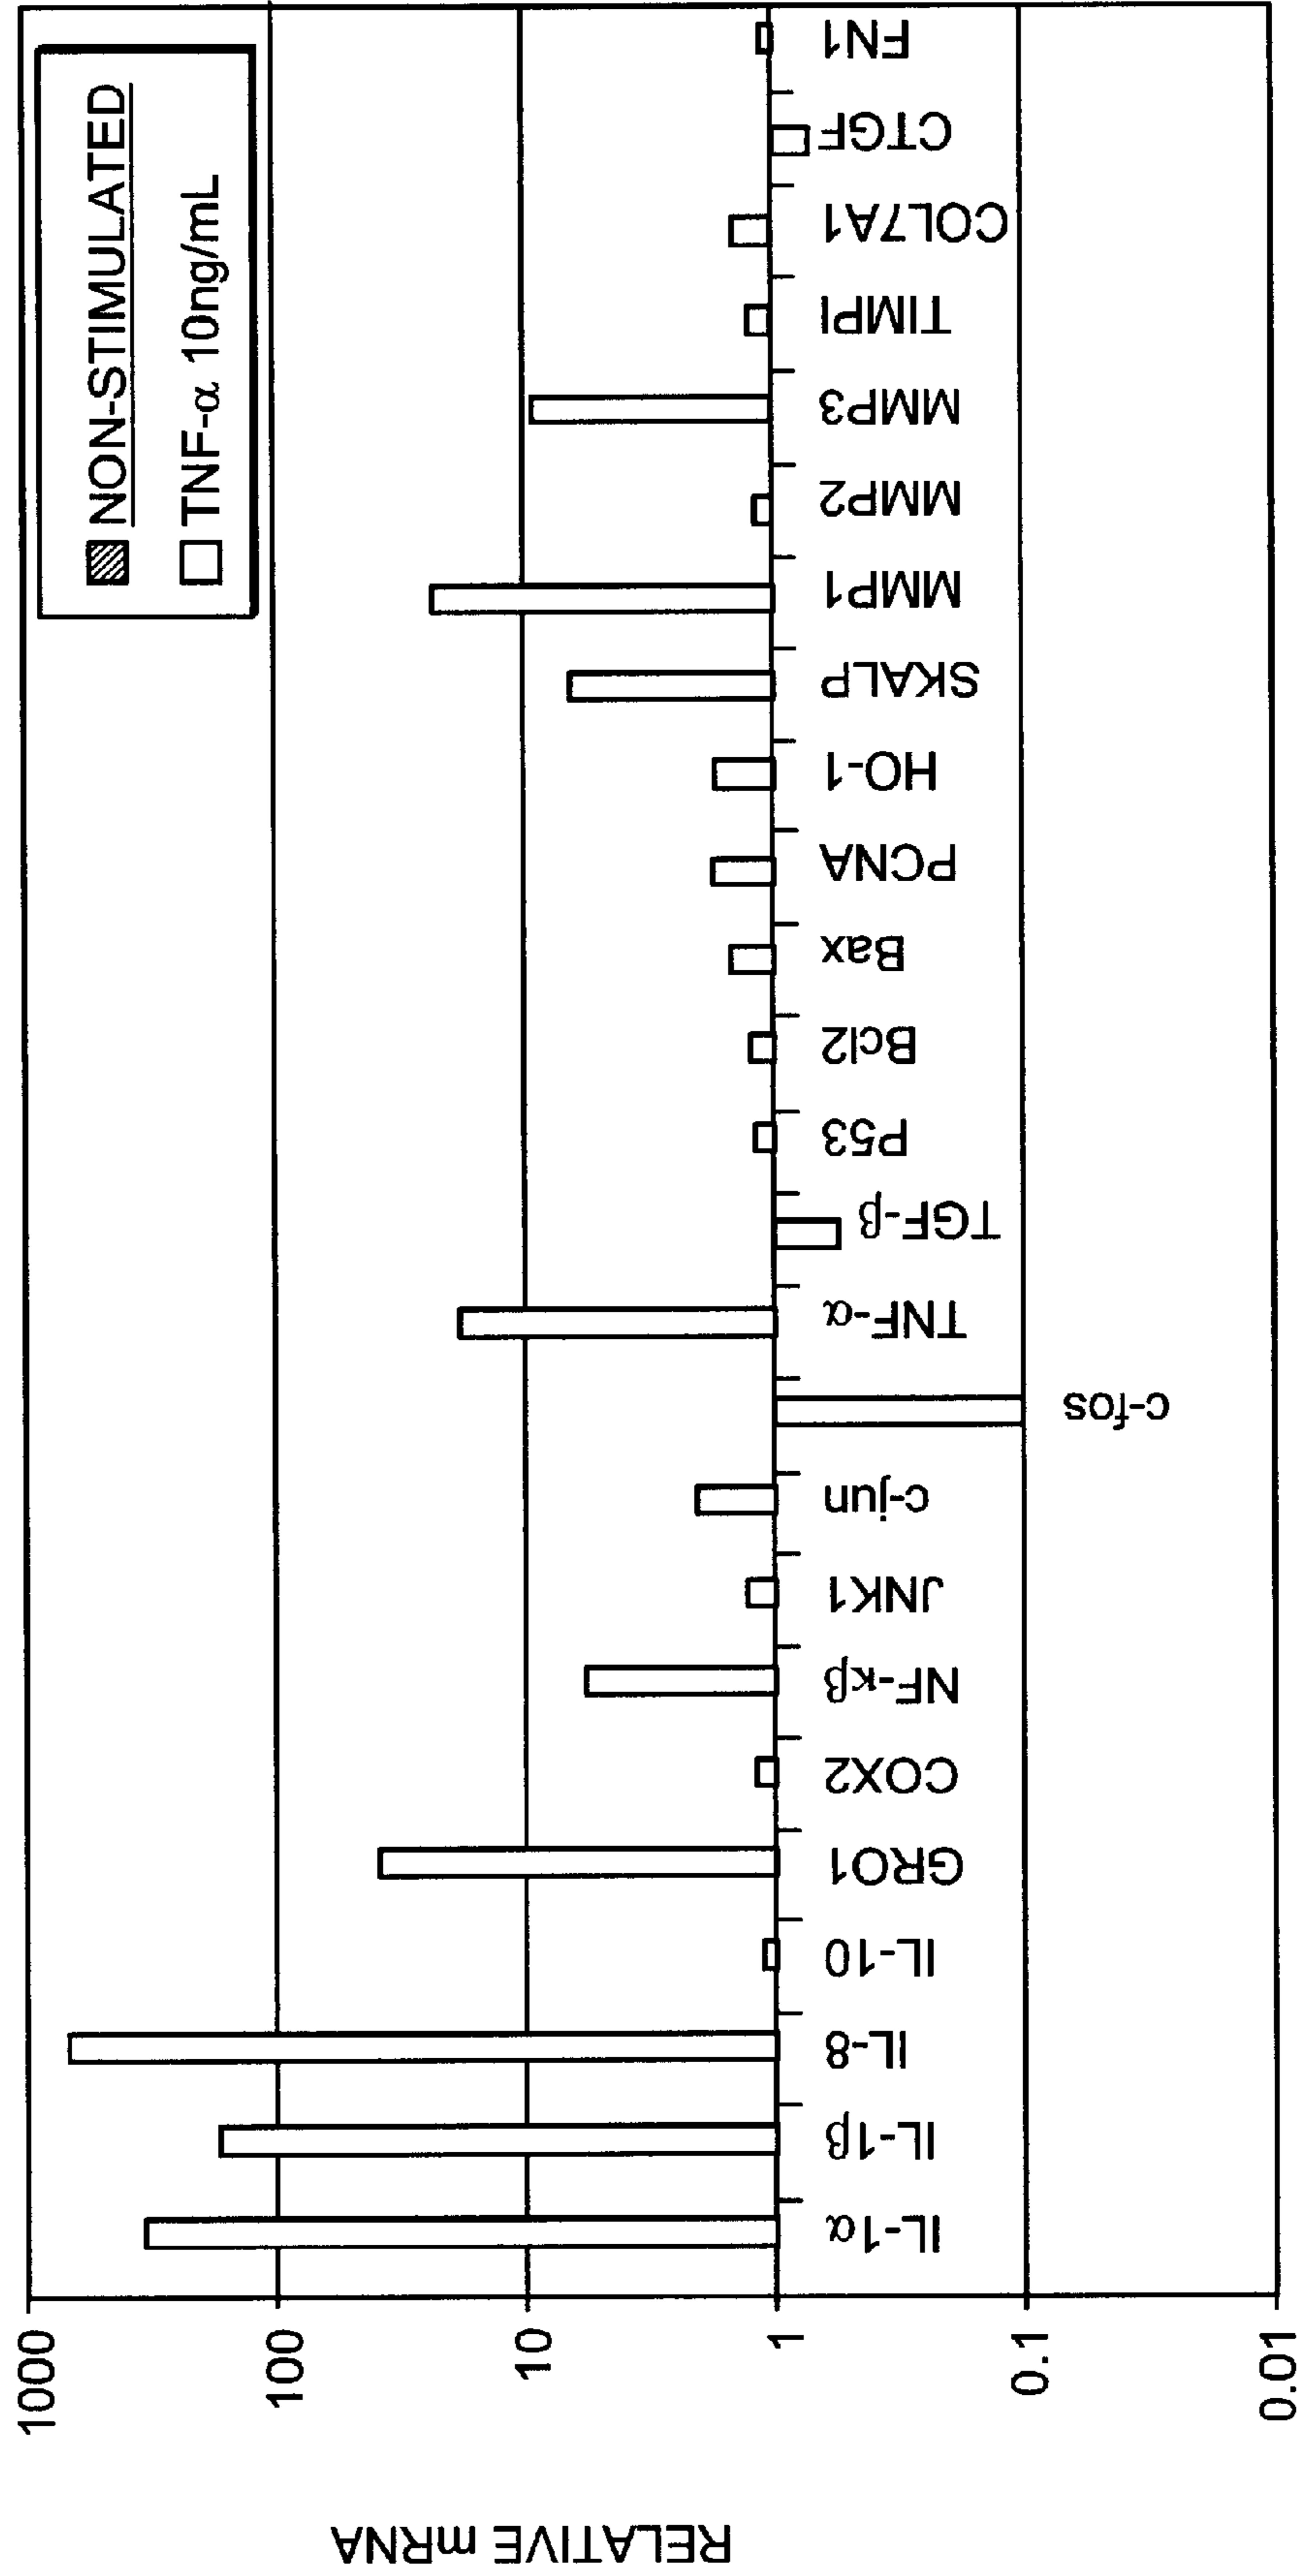 NON-STIMULATED
TNF-α 10ng/mL
RELATIVE mRNA
1000
100
10
1
0.1
0.01
IL-1α
IL-1β
IL-8
IL-10
GRO1
COX2
NF-κβ
JNK1
c-jun
c-fos
TNF-α
TGF-β
P53
Bcl2
Bax
PCNA
HO-1
SKALP
MMP1
MMP2
MMP3
TIMPI
COL7A1
CTGF
FN1